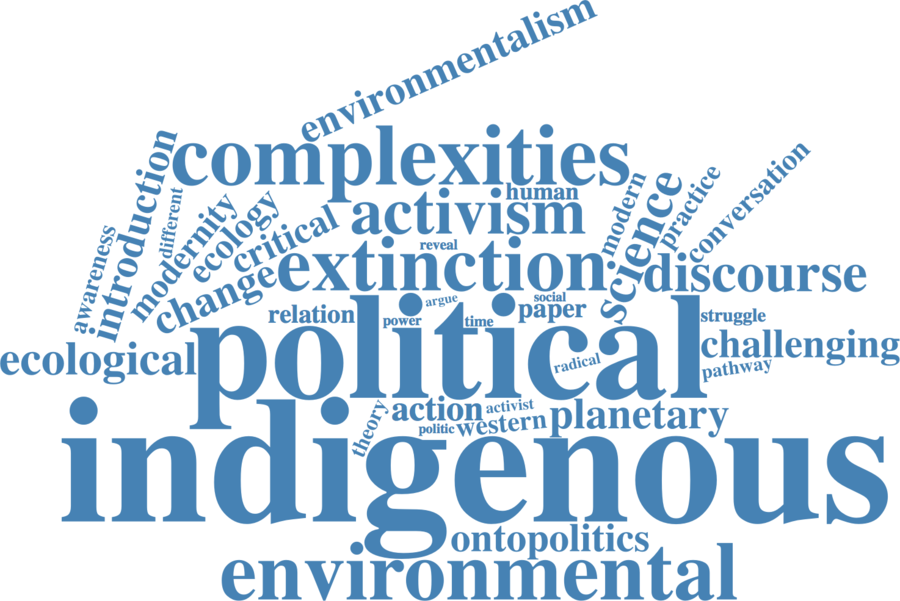 environmentalism
complexities
introduction
human
activism
science
modern
practice
conversation
different
modernity
ecology
critical
awareness
reveal
extinction
change
discourse
argue
social
relation
power
time
paper
struggle
political
ecological
radical
challenging
pathway
theory
action
activist
politic
western
planetary
indigenous
ontopolitics
environmental